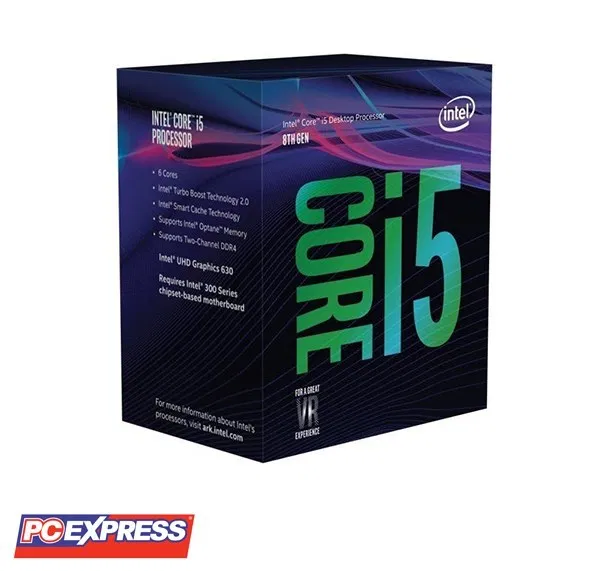 INTEL® CORE™ i5
PROCESSOR
• 6 Cores
• Intel® Turbo Boost Technology 2.0
• Intel® Smart Cache Technology
• Supports Intel® Optane™ Memory
• Supports Two-Channel DDR4
Intel® UHD Graphics 630
Requires Intel® 300 Series
chipset-based motherboard
For more information about Intel's
processors, visit ark.intel.com
Intel® Core™ i5 Desktop Processor
8TH GEN
intel
CORE i5
FOR A GREAT
VR
EXPERIENCE
PC EXPRESS